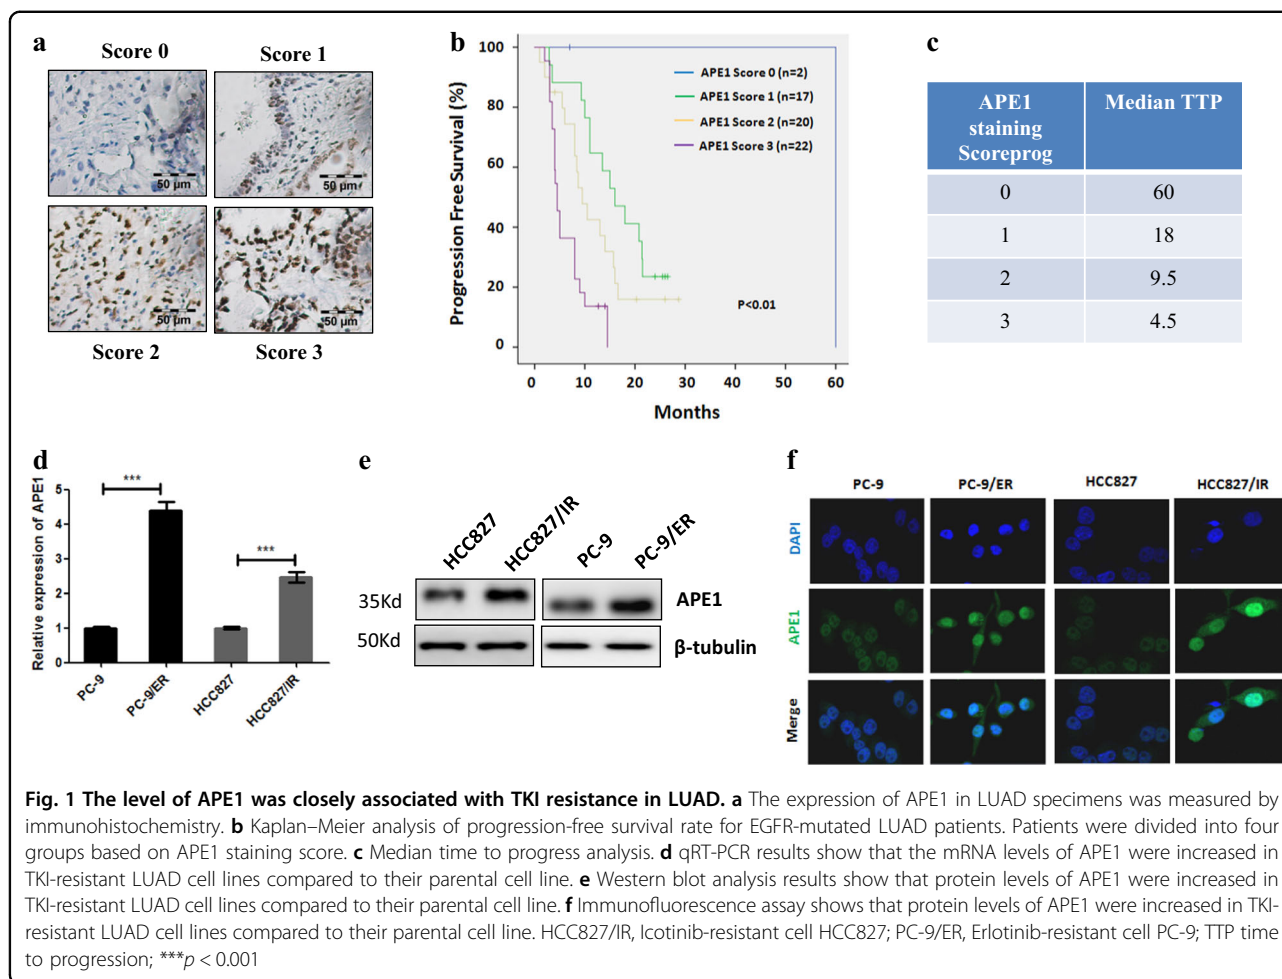 a
Score 0
Score 1
50 μm
50 μm
50 μm
50 μm
Score 2
Score 3
b
Progression Free Survival (%)
100
80
60
40
20
0
APE1 Score 0 (n=2)
APE1 Score 1 (n=17)
APE1 Score 2 (n=20)
APE1 Score 3 (n=22)
P<0.01
0 10 20 30 40 50 60
Months
c
APE1 staining Scoreprog
Median TTP
0 60
1 18
2 9.5
3 4.5
d
Relative expression of APE1
5
4
3
2
1
0
***
***
PC-9
PC-9/ER
HCC827
HCC827/IR
e
HCC827
HCC827/IR
PC-9
PC-9/ER
35Kd
APE1
50Kd
β-tubulin
f
PC-9
PC-9/ER
HCC827
HCC827/IR
DAPI
APE1
Merge
Fig. 1 The level of APE1 was closely associated with TKI resistance in LUAD. a The expression of APE1 in LUAD specimens was measured by
immunohistochemistry. b Kaplan–Meier analysis of progression-free survival rate for EGFR-mutated LUAD patients. Patients were divided into four
groups based on APE1 staining score. c Median time to progress analysis. d qRT-PCR results show that the mRNA levels of APE1 were increased in
TKI-resistant LUAD cell lines compared to their parental cell line. e Western blot analysis results show that protein levels of APE1 were increased in
TKI-resistant LUAD cell lines compared to their parental cell line. f Immunofluorescence assay shows that protein levels of APE1 were increased in TKI-
resistant LUAD cell lines compared to their parental cell line. HCC827/IR, Icotinib-resistant cell HCC827; PC-9/ER, Erlotinib-resistant cell PC-9; TTP time
to progression; ***p < 0.001